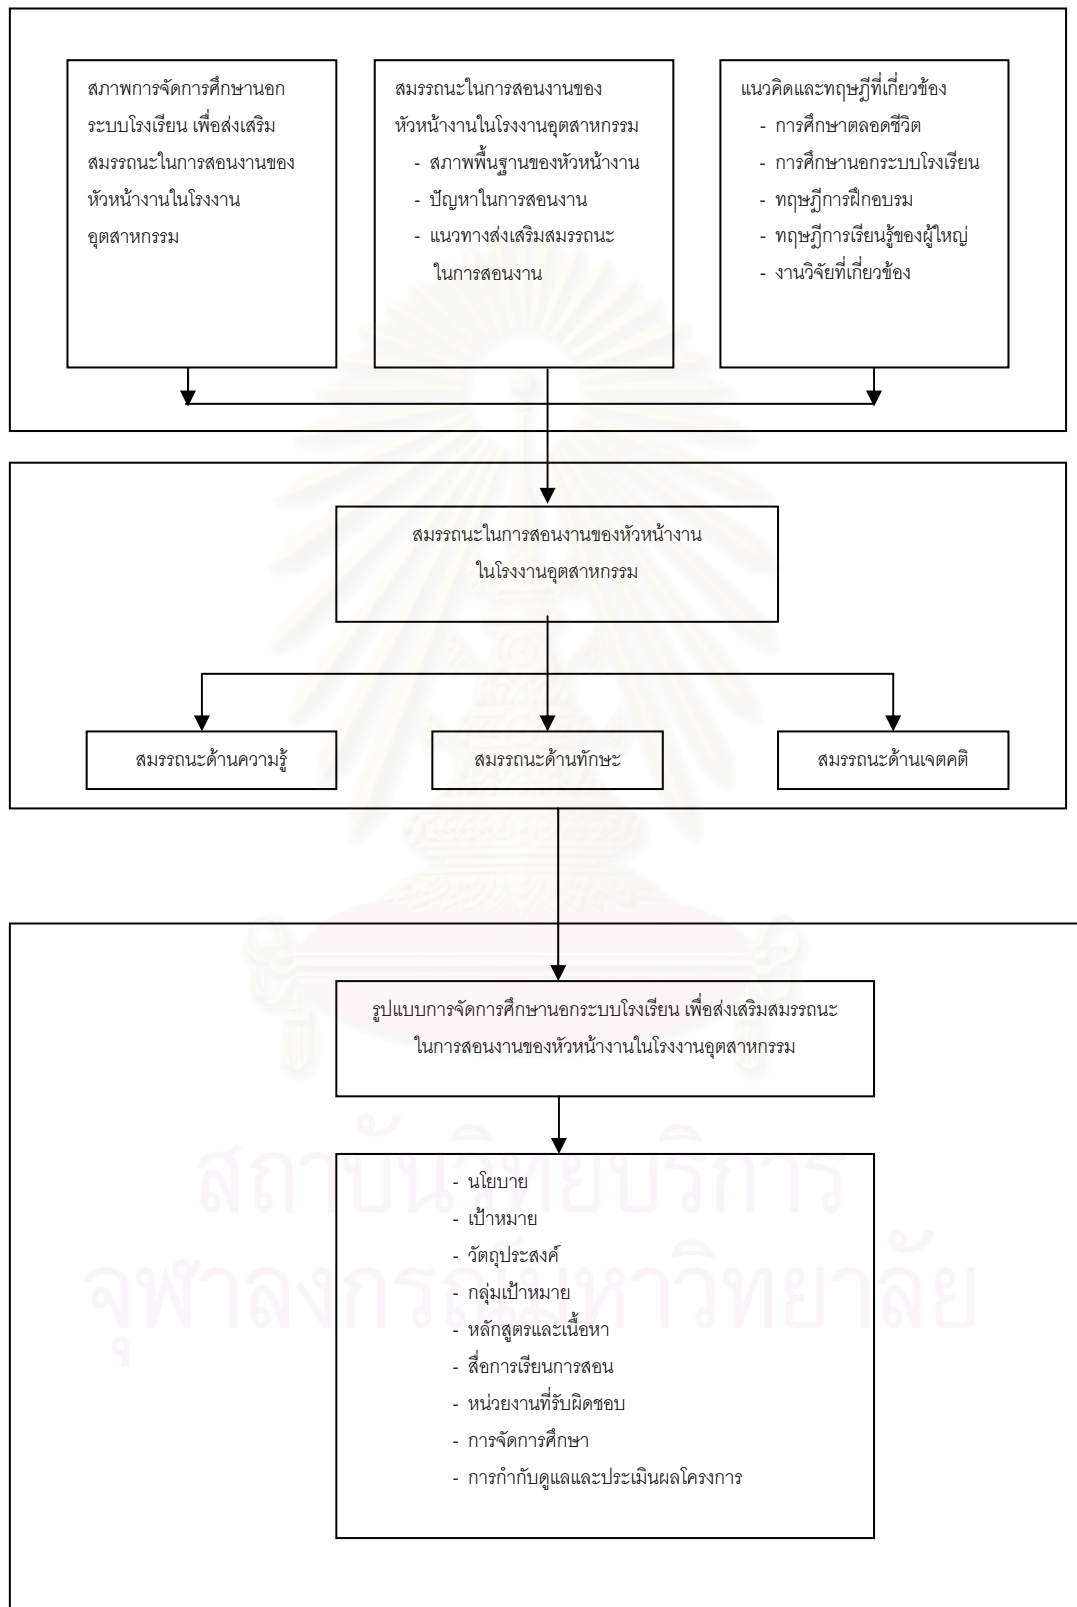 สภาพการจัดการศึกษานอก
ระบบโรงเรียน เพื่อส่งเสริม
สมรรถนะในการสอนงานของ
หัวหน้างานในโรงงาน
อุตสาหกรรม
สมรรถนะในการสอนงานของ
หัวหน้างานในโรงงานอุตสาหกรรม
- สภาพพื้นฐานของหัวหน้างาน
- ปัญหาในการสอนงาน
- แนวทางส่งเสริมสมรรถนะ
ในการสอนงาน
แนวคิดและทฤษฎีที่เกี่ยวข้อง
- การศึกษาตลอดชีวิต
- การศึกษานอกระบบโรงเรียน
- ทฤษฎีการฝึกอบรม
- ทฤษฎีการเรียนรู้ของผู้ใหญ่
- งานวิจัยที่เกี่ยวข้อง
สมรรถนะในการสอนงานของหัวหน้างาน
ในโรงงานอุตสาหกรรม
สมรรถนะด้านความรู้
สมรรถนะด้านทักษะ
สมรรถนะด้านเจตคติ
รูปแบบการจัดการศึกษานอกระบบโรงเรียน เพื่อส่งเสริมสมรรถนะ
ในการสอนงานของหัวหน้างานในโรงงานอุตสาหกรรม
- นโยบาย
- เป้าหมาย
- วัตถุประสงค์
- กลุ่มเป้าหมาย
- หลักสูตรและเนื้อหา
- สื่อการเรียนการสอน
- หน่วยงานที่รับผิดชอบ
- การจัดการศึกษา
- การกำกับดูแลและประเมินผลโครงการ
สถาบันวิทยบริการ
จุฬาลงกรณ์มหาวิทยาลัย